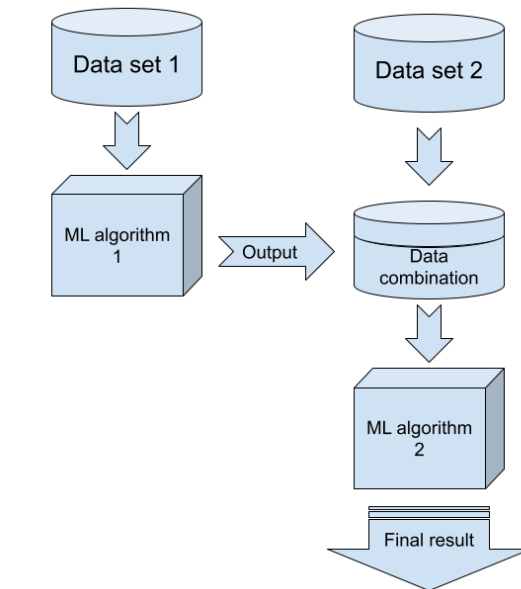 Data set 1
Data set 2
ML algorithm
1
Output
Data
combination
ML algorithm
2
Final result